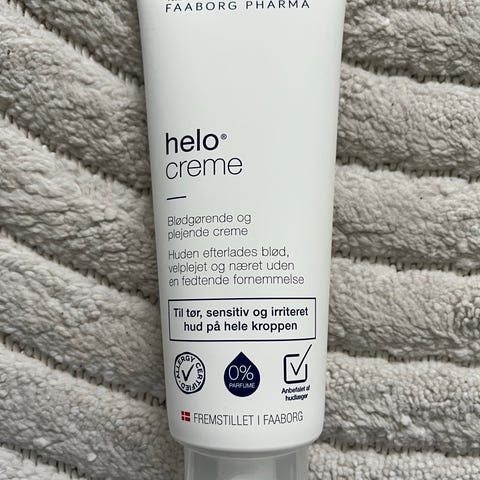 FAABORG PHARMA
helo®
creme
Blødgørende og
plejende creme
Huden efterlades blød,
velplejet og næret uden
en fedtende fornemmelse
Til tør, sensitiv og irriteret
hud på hele kroppen
ALLERGY CERTIFIED
0%
PARFUME
Anbefalet af
hudlæger
FREMSTILLET I FAABORG